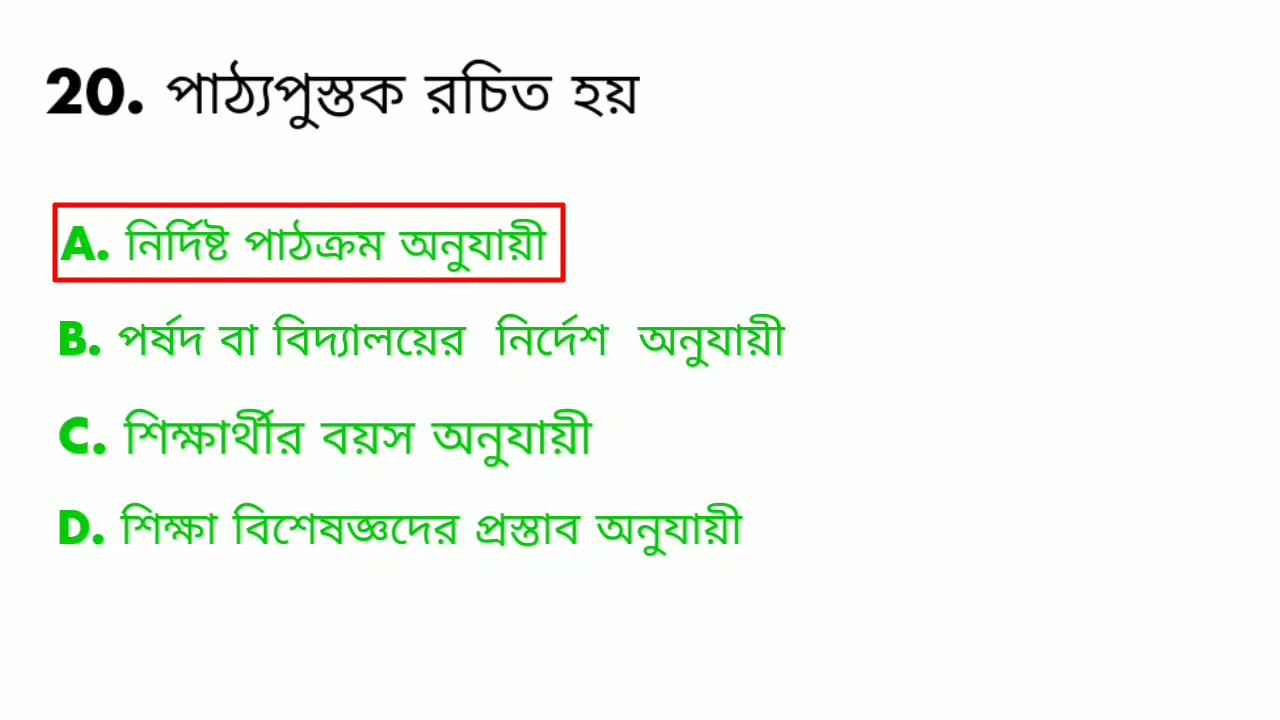 20. পাঠ্যপুস্তক রচিত হয়
A. নির্দিষ্ট পাঠক্রম অনুযায়ী
B. পর্ষদ বা বিদ্যালয়ের নির্দেশ অনুযায়ী
C. শিক্ষার্থীর বয়স অনুযায়ী
D. শিক্ষা বিশেষজ্ঞদের প্রস্তাব অনুযায়ী